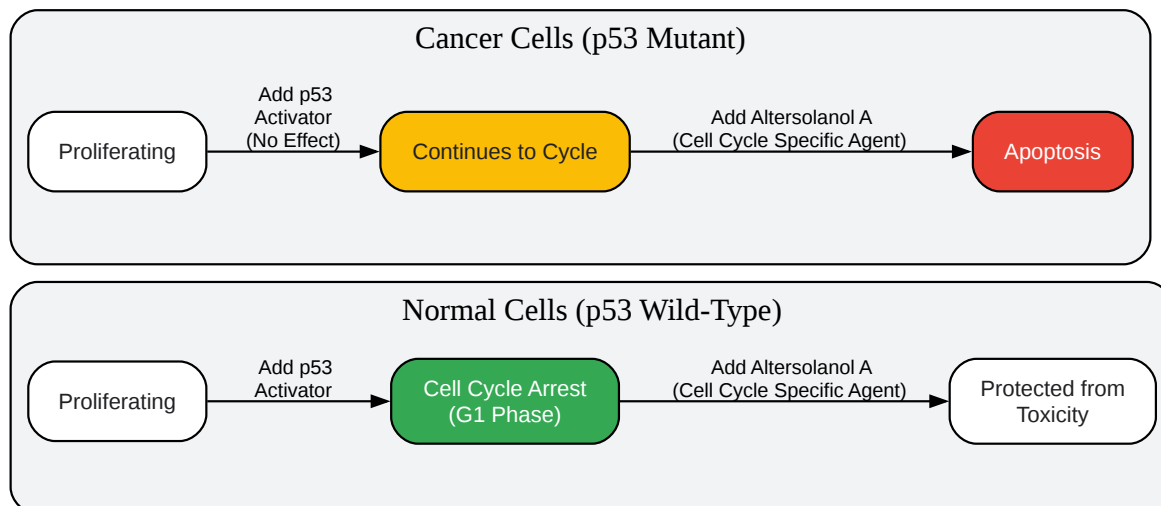 Cancer Cells (p53 Mutant)
Proliferating
Add p53
Activator
(No Effect)
Continues to Cycle
Add Altersolanol A
(Cell Cycle Specific Agent)
Apoptosis
Normal Cells (p53 Wild-Type)
Proliferating
Add p53
Activator
Cell Cycle Arrest
(G1 Phase)
Add Altersolanol A
(Cell Cycle Specific Agent)
Protected from
Toxicity